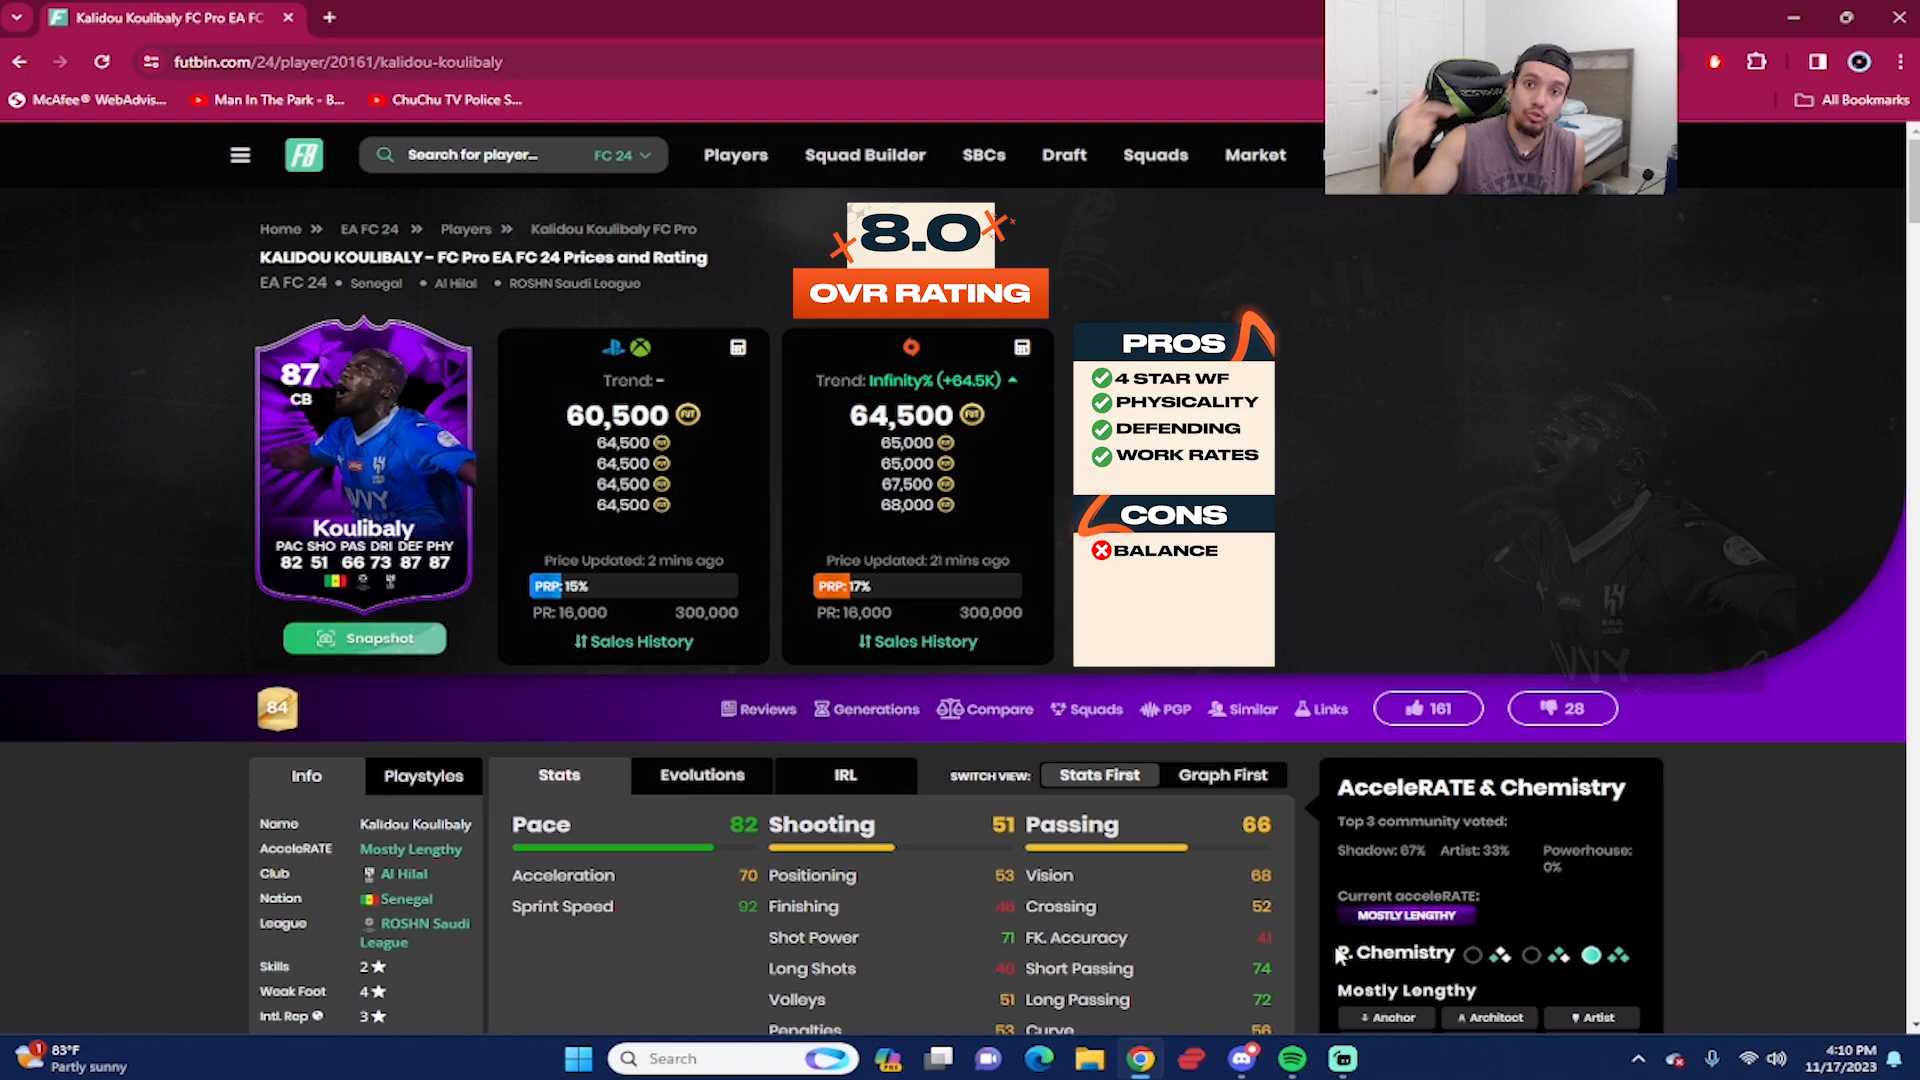 Kalidou Koulibaly FC Pro EA FC
futbin.com/24/player/20161/kalidou-koulibaly
McAfee® WebAdvis...
Man In The Park - B...
ChuChu TV Police S...
All Bookmarks
Search for player...
FC 24
Players
Squad Builder
SBCs
Draft
Squads
Market
Home » EA FC 24 » Players » Kalidou Koulibaly FC Pro
KALIDOU KOULIBALY - FC Pro EA FC 24 Prices and Rating
EA FC 24 • Senegal • Al Hilal • ROSHN Saudi League
8.0
OVR RATING
87
CB
Koulibaly
PAC SHO PAS DRI DEF PHY
82 51 66 73 87 87
Snapshot
Trend: -
60,500
64,500
64,500
64,500
64,500
Price Updated: 2 mins ago
PRP: 15%
PR: 16,000 300,000
Sales History
Trend: Infinity% (+64.5K)
64,500
65,000
65,000
67,500
68,000
Price Updated: 21 mins ago
PRP: 17%
PR: 16,000 300,000
Sales History
PROS
4 STAR WF
PHYSICALITY
DEFENDING
WORK RATES
CONS
BALANCE
84
Reviews
Generations
Compare
Squads
PGP
Similar
Links
161
28
Info
Playstyles
Name Kalidou Koulibaly
AcceleRATE Mostly Lengthy
Club Al Hilal
Nation Senegal
League ROSHN Saudi
League
Skills 2
Weak Foot 4
Intl. Rep 3
Stats
Evolutions
IRL
SWITCH VIEW:
Stats First
Graph First
Pace 82
Acceleration 70
Sprint Speed 92
Shooting 51
Positioning 53
Finishing 48
Shot Power 71
Long Shots 40
Volleys 51
Penalties 53
Passing 66
Vision 68
Crossing 52
FK. Accuracy 41
Short Passing 74
Long Passing 72
Curve 56
AcceleRATE & Chemistry
Top 3 community voted:
Shadow: 67% Artist: 33% Powerhouse:
0%
Current acceleRATE:
MOSTLY LENGTHY
Chemistry
Mostly Lengthy
Anchor
Architect
Artist
1
83°F
Partly sunny
Search
4:10 PM
11/17/2023